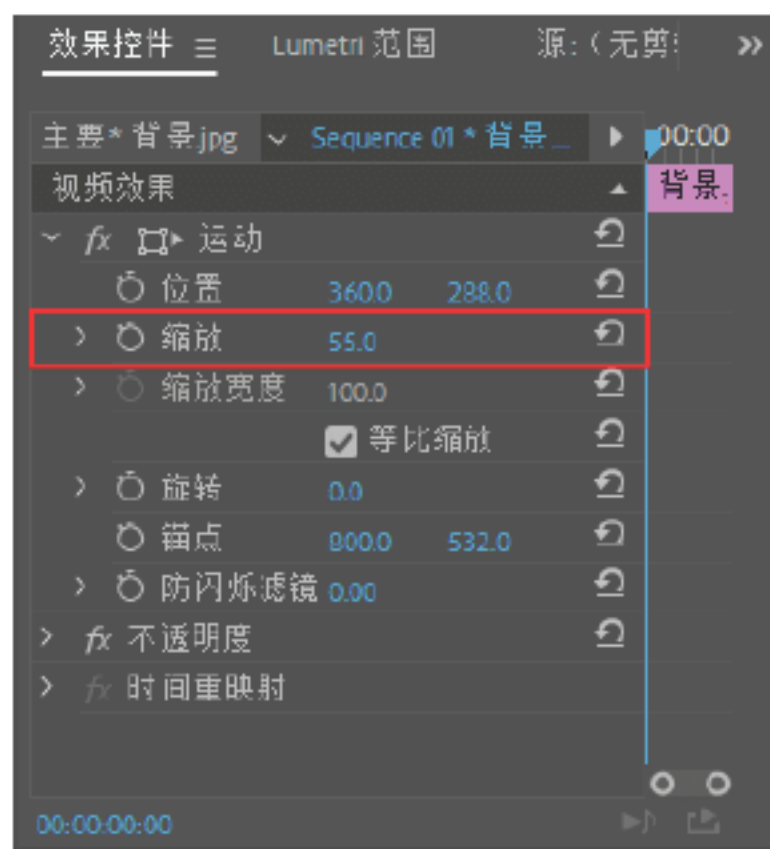 效果控件 Lumetri 范围 源:(无剪
主要*背景.jpg Sequence 01*背景... 00:00
视频效果 背景.
fx 运动
位置 360.0 288.0
缩放 55.0
缩放宽度 100.0
等比缩放
旋转 0.0
锚点 800.0 532.0
防闪烁滤镜 0.00
fx 不透明度
fx 时间重映射
00:00:00:00